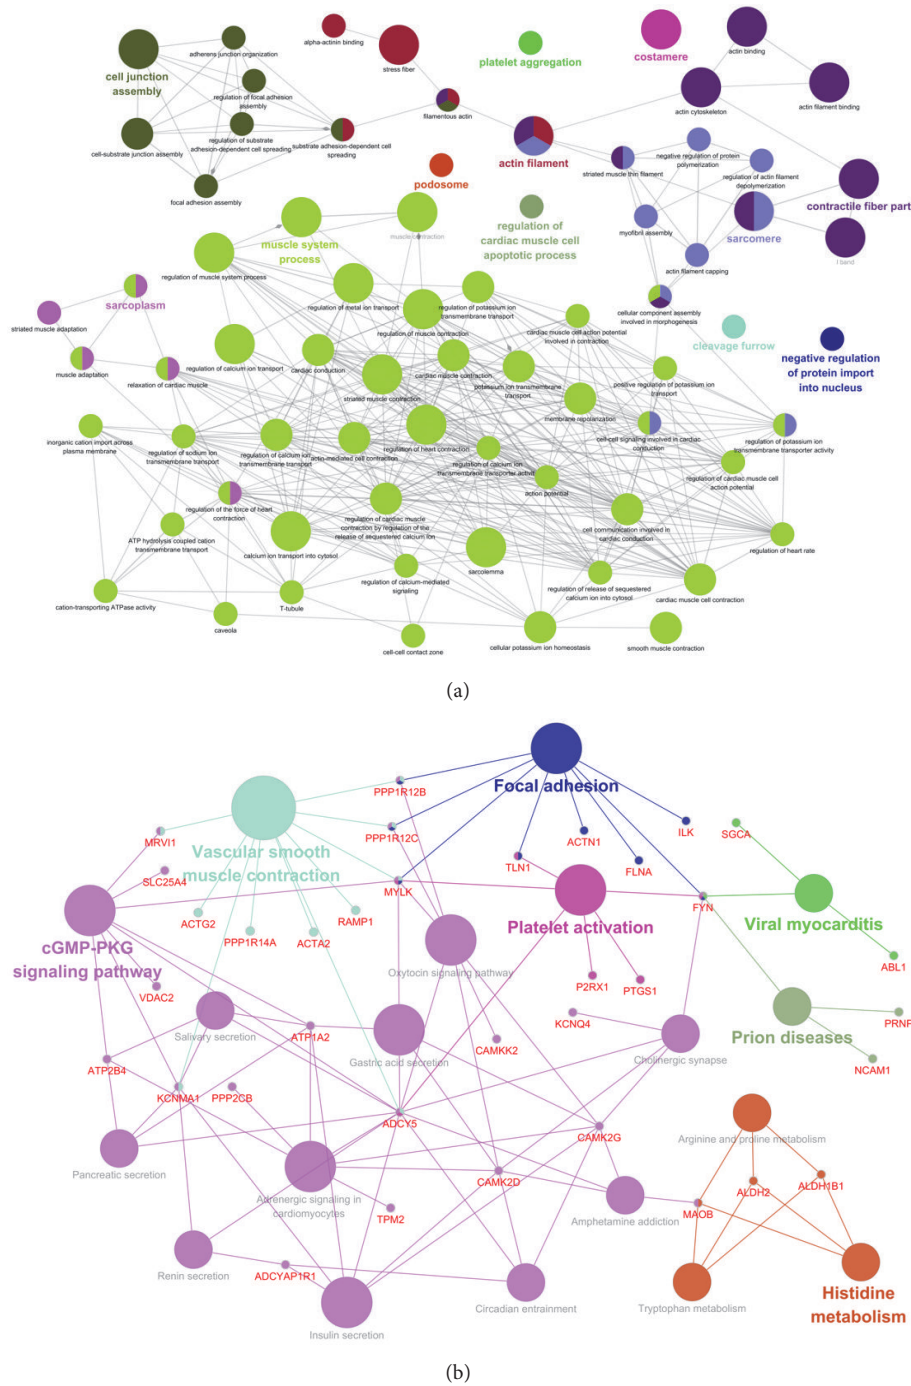 alpha-actinin binding
stress fiber
adherens junction organization
cell junction
assembly
regulation of focal adhesion
assembly
regulation of substrate
adhesion-dependent cell spreading
cell-substrate junction assembly
substrate adhesion-dependent cell
spreading
focal adhesion assembly
filamentous actin
platelet aggregation
costamere
actin binding
actin filament binding
actin cytoskeleton
actin filament
podosome
regulation of
cardiac muscle cell
apoptotic process
negative regulation of protein
polymerization
striated muscle thin filament
regulation of actin filament
depolymerization
contractile fiber part
sarcomere
myofibril assembly
I band
actin filament capping
cellular component assembly
involved in morphogenesis
muscle system
process
muscle contraction
regulation of muscle system process
sarcoplasm
striated muscle adaptation
muscle adaptation
relaxation of cardiac muscle
regulation of metal ion transport
regulation of potassium ion
transmembrane transport
regulation of muscle contraction
cardiac muscle cell action potential
involved in contraction
cleavage furrow
negative regulation
of protein import
into nucleus
regulation of calcium ion transport
cardiac conduction
cardiac muscle contraction
potassium ion transmembrane
transport
striated muscle contraction
positive regulation of potassium ion
transport
membrane repolarization
inorganic cation import across
plasma membrane
regulation of sodium ion
transmembrane transport
regulation of calcium ion
transmembrane transport
actin-mediated cell contraction
regulation of heart contraction
regulation of calcium ion
transmembrane transporter activity
cell-cell signaling involved in cardiac
conduction
regulation of potassium ion
transmembrane transporter activity
regulation of cardiac muscle cell
action potential
action potential
regulation of the force of heart
contraction
ATP hydrolysis coupled cation
transmembrane transport
calcium ion transport into cytosol
regulation of cardiac muscle
contraction by regulation of the
release of sequestered calcium ion
cell communication involved in
cardiac conduction
regulation of heart rate
sarcolemma
regulation of calcium-mediated
signaling
regulation of release of sequestered
calcium ion into cytosol
cardiac muscle cell contraction
cation-transporting ATPase activity
T-tubule
caveola
cell-cell contact zone
cellular potassium ion homeostasis
smooth muscle contraction
(a)
Focal adhesion
PPP1R12B
PPP1R12C
MRVI1
Vascular smooth
muscle contraction
SLC25A4
TLN1
ACTN1
FLNA
ILK
SGCA
MYLK
FYN
ACTG2
PPP1R14A
ACTA2
RAMP1
Platelet activation
Viral myocarditis
cGMP-PKG
signaling pathway
Oxytocin signaling pathway
ABL1
VDAC2
P2RX1
PTGS1
KCNQ4
PRNP
Salivary secretion
ATP1A2
Gastric acid secretion
CAMKK2
Cholinergic synapse
Prion diseases
NCAM1
ATP2B4
KCNMA1
PPP2CB
ADCY5
CAMK2G
Arginine and proline metabolism
Pancreatic secretion
Adrenergic signaling in
cardiomyocytes
CAMK2D
TPM2
Amphetamine addiction
MAOB
ALDH2
ALDH1B1
Renin secretion
ADCYAP1R1
Insulin secretion
Circadian entrainment
Tryptophan metabolism
Histidine
metabolism
(b)